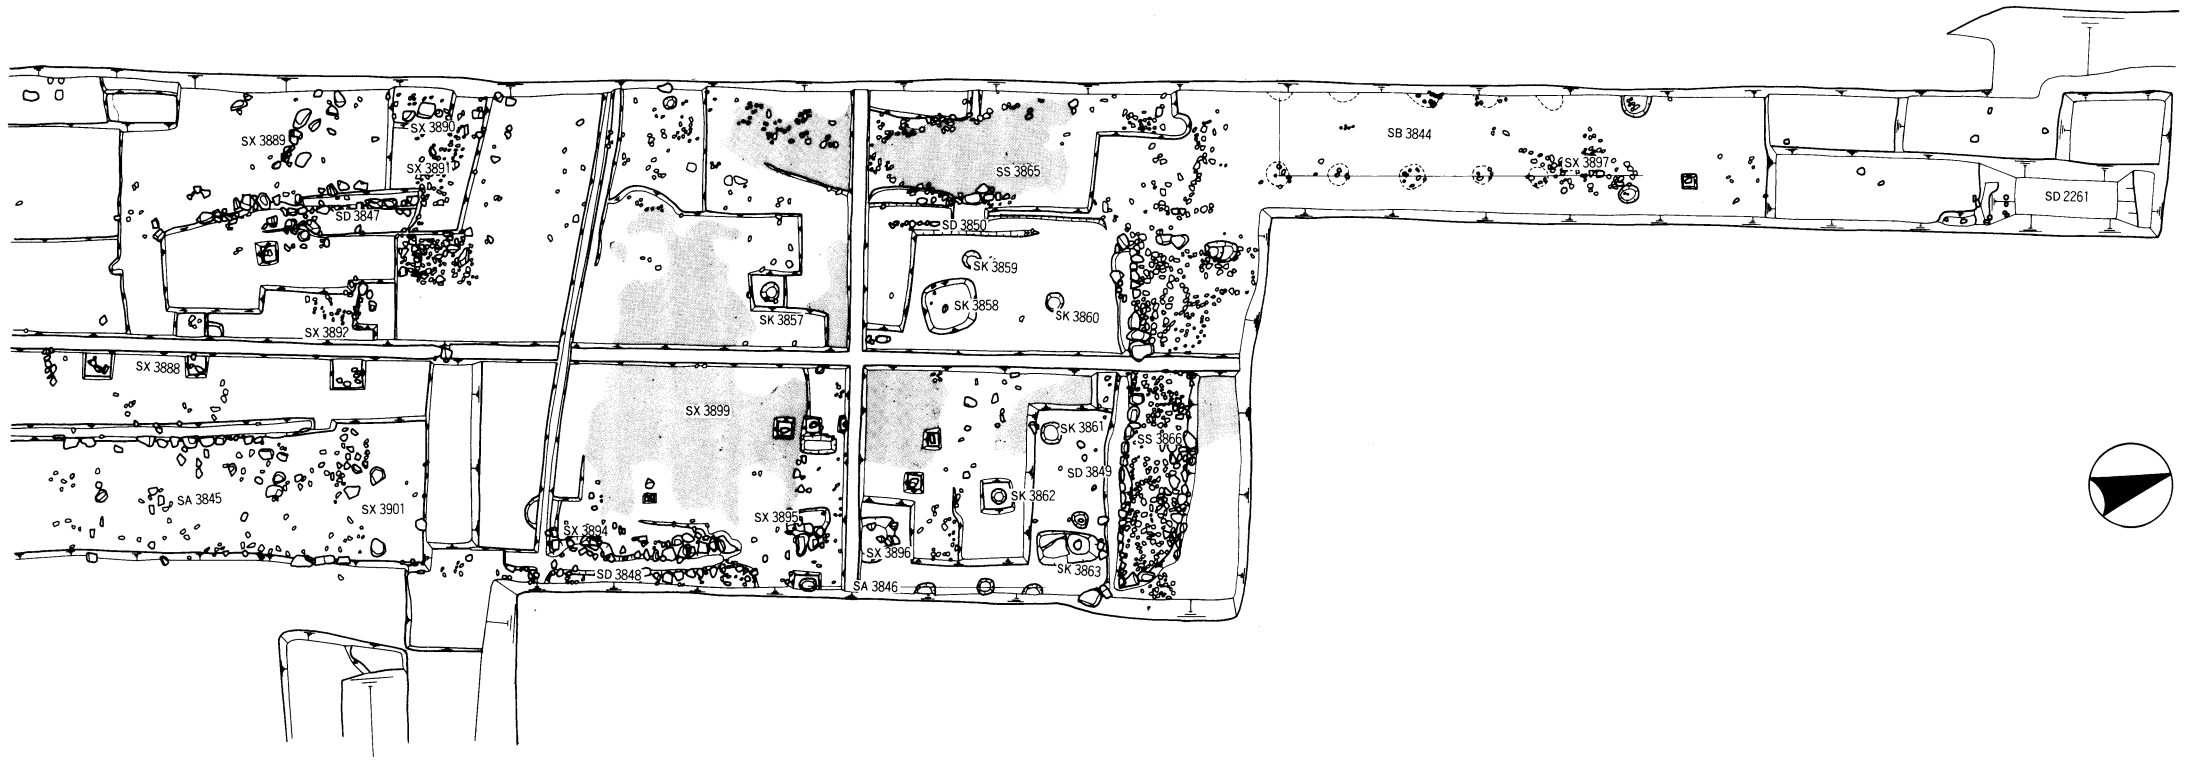 SX 3889
SX 3890
SX 3891
SD 3847
SX 3892
SX 3888
SA 3845
SX 3901
SX 3899
SK 3857
SX 3894
SX 3895
SD 3848
SA 3846
SX 3896
SS 3865
SD 3850
SK 3859
SK 3858
SK 3860
SK 3861
SD 3849
SS 3866
SK 3862
SK 3863
SB 3844
SX 3897
SD 2261